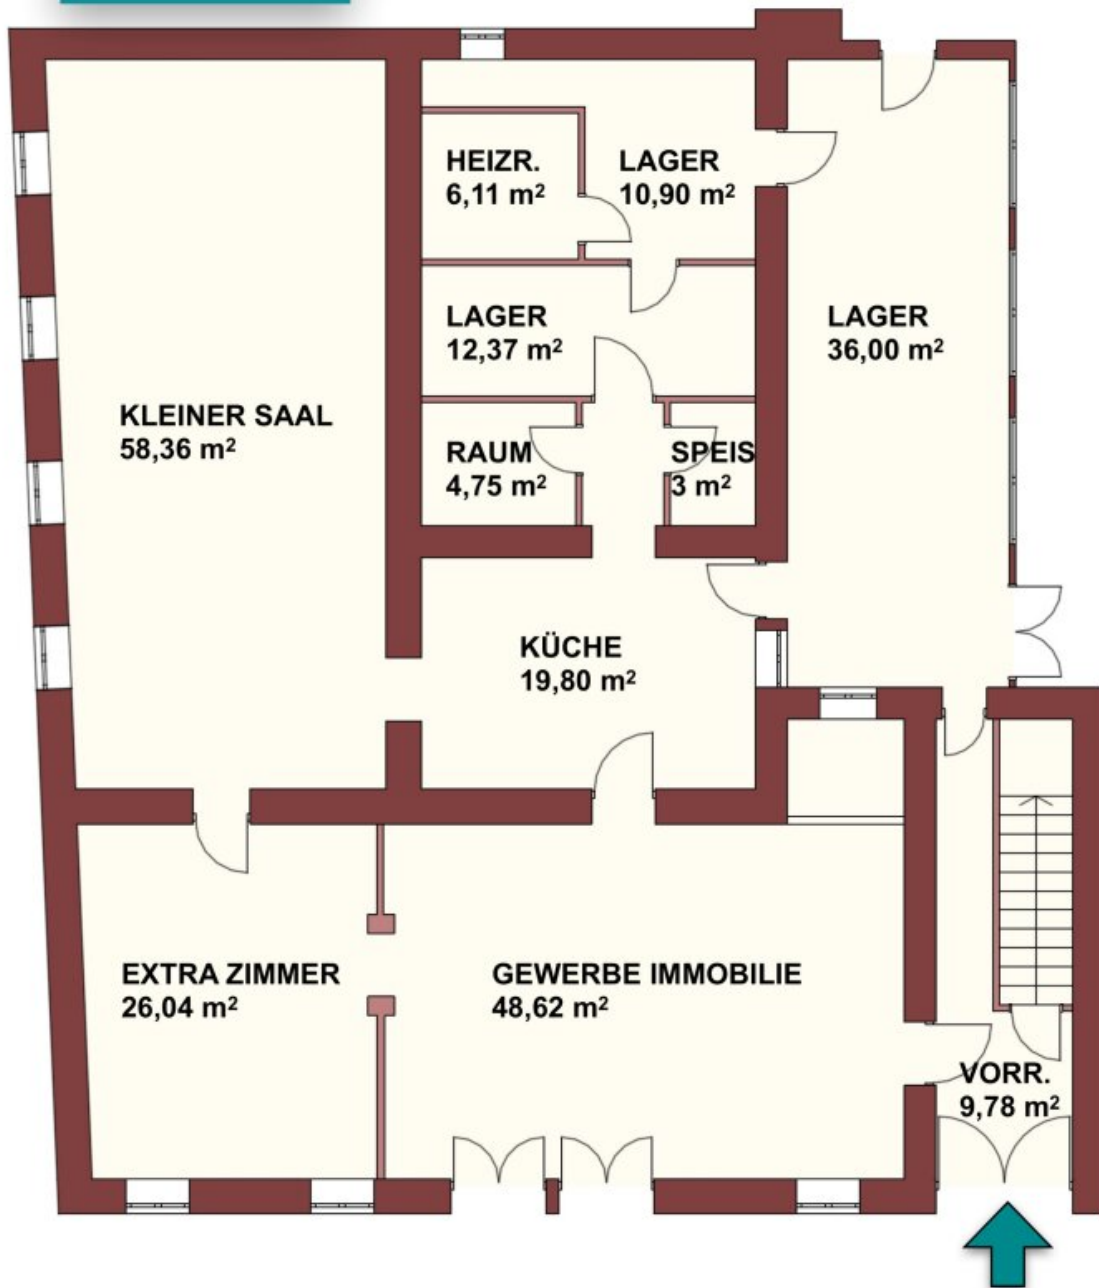 HEIZR.
6,11 m²
LAGER
10,90 m²
LAGER
12,37 m²
LAGER
36,00 m²
KLEINER SAAL
58,36 m²
RAUM
4,75 m²
SPEIS
3 m²
KÜCHE
19,80 m²
EXTRA ZIMMER
26,04 m²
GEWERBE IMMOBILIE
48,62 m²
VORR.
9,78 m²